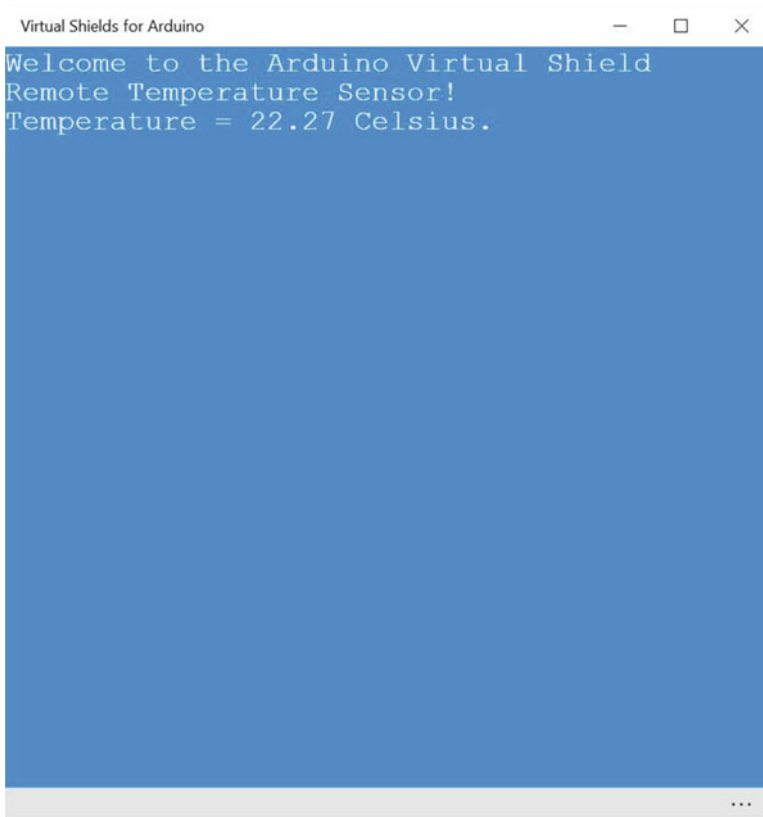 Virtual Shields for Arduino
Welcome to the Arduino Virtual Shield
Remote Temperature Sensor!
Temperature = 22.27 Celsius.